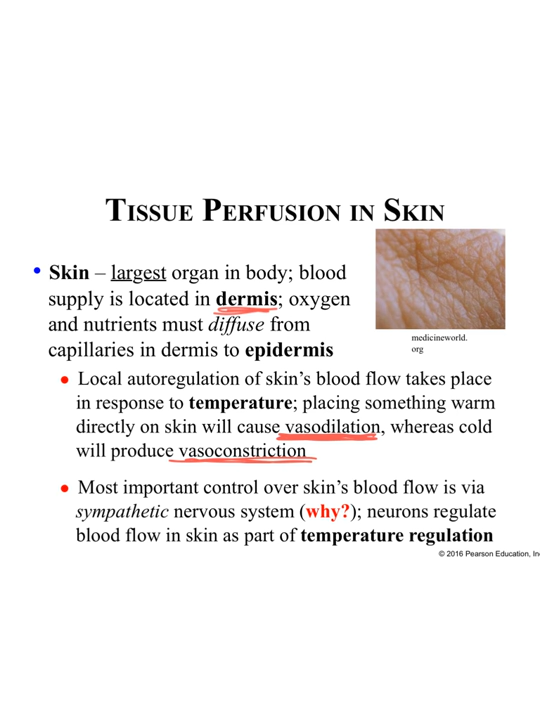 TISSUE PERFUSION IN SKIN
• Skin – largest organ in body; blood
supply is located in dermis; oxygen
and nutrients must diffuse from
capillaries in dermis to epidermis
medicineworld.
org
• Local autoregulation of skin's blood flow takes place
in response to temperature; placing something warm
directly on skin will cause vasodilation, whereas cold
will produce vasoconstriction
• Most important control over skin's blood flow is via
sympathetic nervous system (why?); neurons regulate
blood flow in skin as part of temperature regulation
© 2016 Pearson Education, In